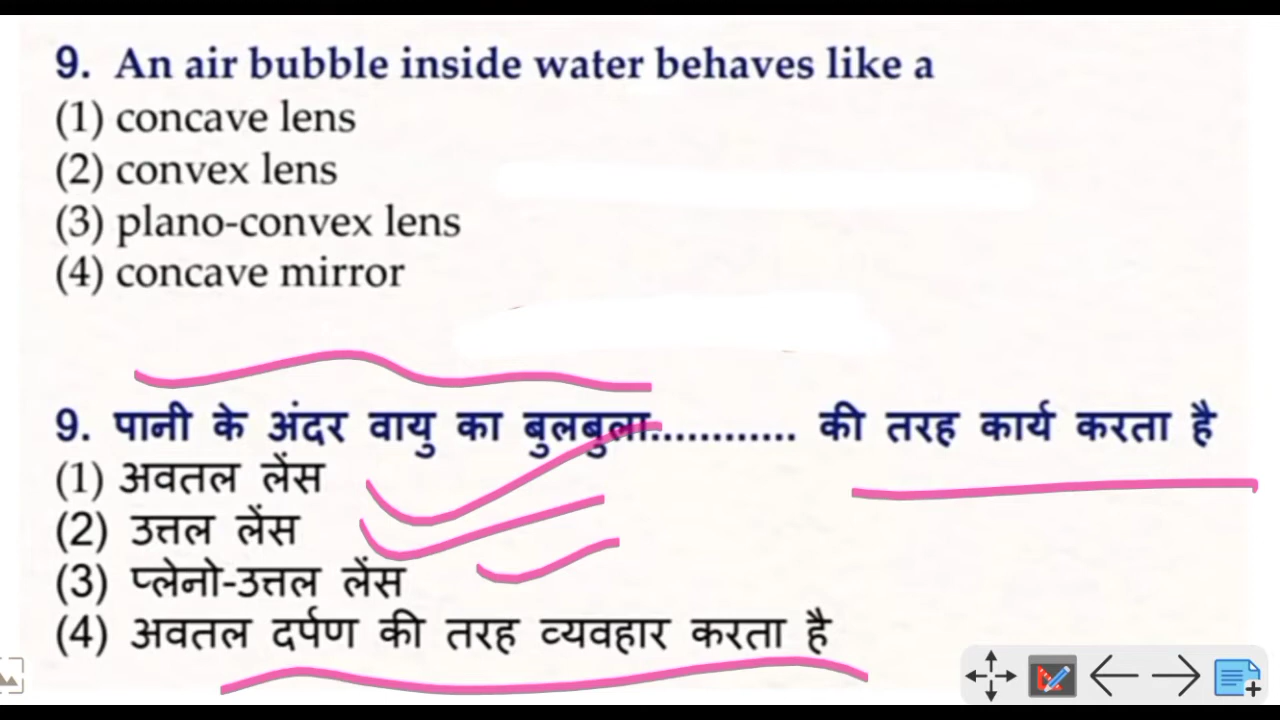 9. An air bubble inside water behaves like a
(1) concave lens
(2) convex lens
(3) plano-convex lens
(4) concave mirror
9. पानी के अंदर वायु का बुलबुला............ की तरह कार्य करता है
(1) अवतल लेंस
(2) उत्तल लेंस
(3) प्लेनो-उत्तल लेंस
(4) अवतल दर्पण की तरह व्यवहार करता है